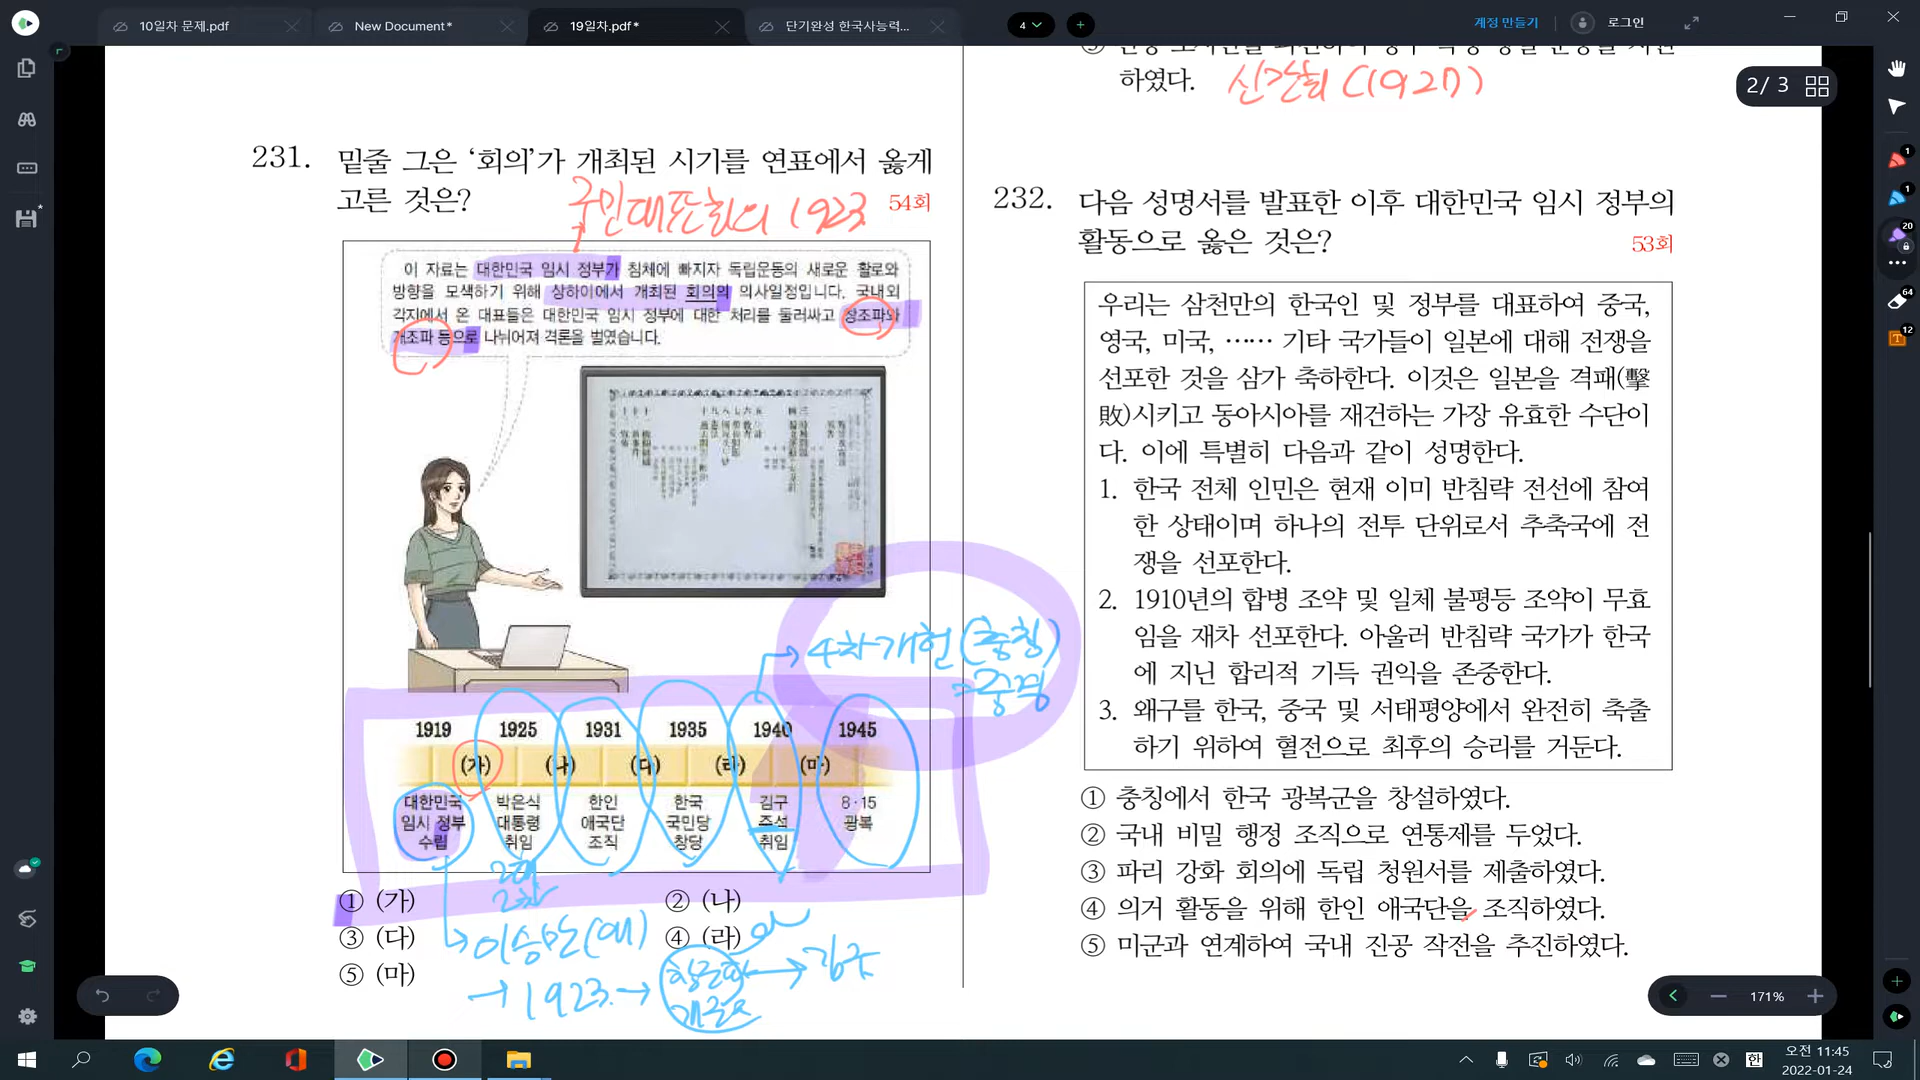 10일차 문제.pdf
New Document*
19일차.pdf*
단기완성 한국사능력...
4
계정 만들기
로그인
2/ 3
하였다.
신간회 (1927)
231. 밑줄 그은 ‘회의’가 개최된 시기를 연표에서 옳게
고른 것은?
54회
국민대표회의 1923
이 자료는 대한민국 임시 정부가 침체에 빠지자 독립운동의 새로운 활로와
방향을 모색하기 위해 상하이에서 개최된 회의의 의사일정입니다. 국내외
각지에서 온 대표들은 대한민국 임시 정부에 대한 처리를 둘러싸고 창조파와
개조파 등으로 나뉘어져 격론을 벌였습니다.
4차개헌(충칭)
=중경
1919 1925 1931 1935 1940 1945
(가) (나) (다) (라) (마)
대한민국 임시 정부 수립
박은식 대통령 취임
한인 애국단 조직
한국 국민당 창당
김구 주석 취임
8·15 광복
① (가)
② (나)
③ (다)
④ (라)
⑤ (마)
2차
이승만
→ 1923 →
창조파
개조
김구
232. 다음 성명서를 발표한 이후 대한민국 임시 정부의
활동으로 옳은 것은?
53회
우리는 삼천만의 한국인 및 정부를 대표하여 중국,
영국, 미국, …… 기타 국가들이 일본에 대해 전쟁을
선포한 것을 삼가 축하한다. 이것은 일본을 격패(擊
敗)시키고 동아시아를 재건하는 가장 유효한 수단이
다. 이에 특별히 다음과 같이 성명한다.
1. 한국 전체 인민은 현재 이미 반침략 전선에 참여
한 상태이며 하나의 전투 단위로서 추축국에 전
쟁을 선포한다.
2. 1910년의 합병 조약 및 일체 불평등 조약이 무효
임을 재차 선포한다. 아울러 반침략 국가가 한국
에 지닌 합리적 기득 권익을 존중한다.
3. 왜구를 한국, 중국 및 서태평양에서 완전히 축출
하기 위하여 혈전으로 최후의 승리를 거둔다.
① 충칭에서 한국 광복군을 창설하였다.
② 국내 비밀 행정 조직으로 연통제를 두었다.
③ 파리 강화 회의에 독립 청원서를 제출하였다.
④ 의거 활동을 위해 한인 애국단을 조직하였다.
⑤ 미군과 연계하여 국내 진공 작전을 추진하였다.
1
1
20
64
12
171%
한
오전 11:45
2022-01-24